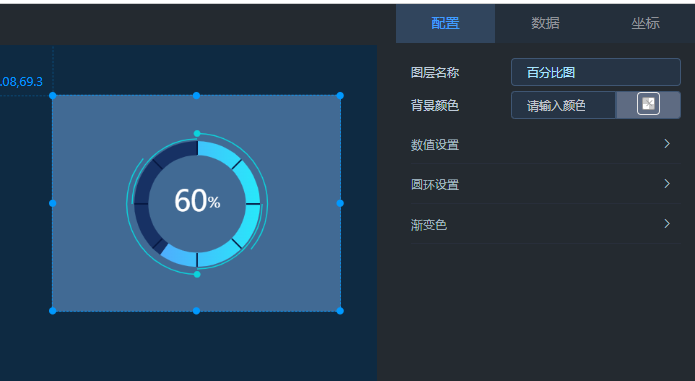 配置 数据 坐标
.08,69.3
图层名称 百分比图
背景颜色 请输入颜色
数值设置
60%
圆环设置
渐变色